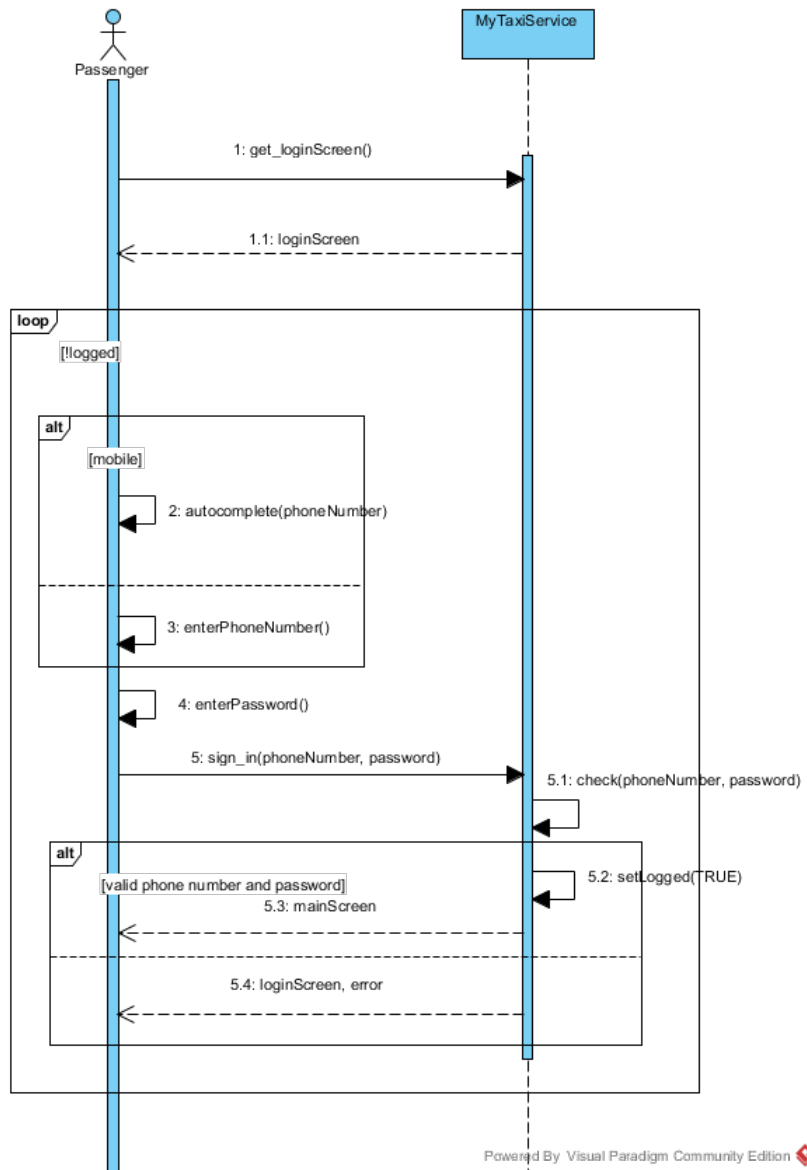 MyTaxiService
Passenger
1: get_loginScreen()
1.1: loginScreen
loop
[!logged]
alt
[mobile]
2: autocomplete(phoneNumber)
3: enterPhoneNumber()
4: enterPassword()
5: sign_in(phoneNumber, password)
5.1: check(phoneNumber, password)
alt
5.2: setLogged(TRUE)
[valid phone number and password]
5.3: mainScreen
5.4: loginScreen, error
Powered By Visual Paradigm Community Edition